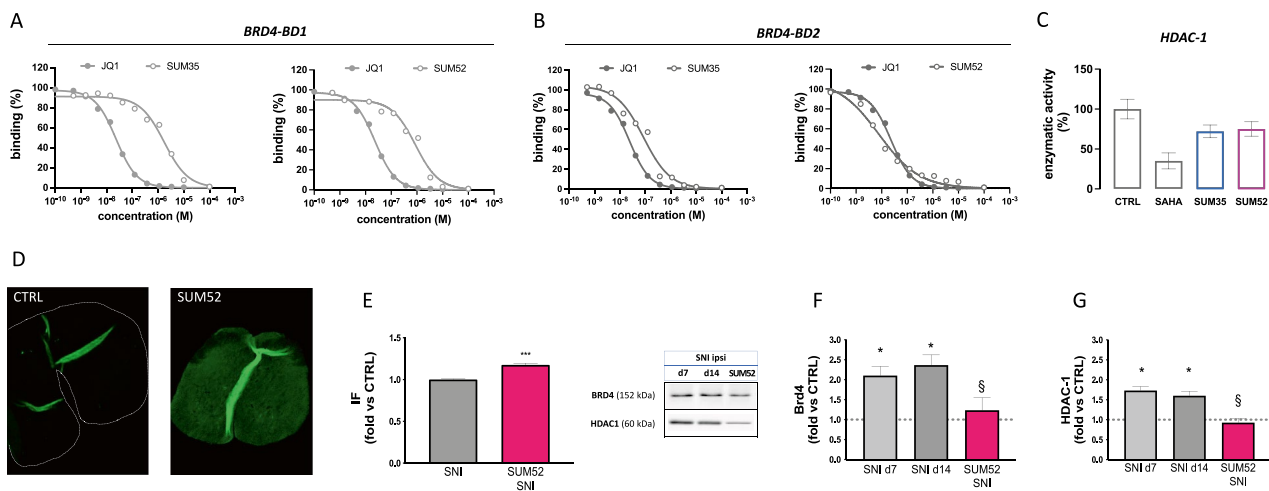 A
BRD4-BD1
JQ1
SUM35
binding (%)
120
100
80
60
40
20
0
10⁻¹⁰ 10⁻⁹ 10⁻⁸ 10⁻⁷ 10⁻⁶ 10⁻⁵ 10⁻⁴ 10⁻³
concentration (M)
JQ1
SUM52
binding (%)
120
100
80
60
40
20
0
10⁻¹⁰ 10⁻⁹ 10⁻⁸ 10⁻⁷ 10⁻⁶ 10⁻⁵ 10⁻⁴ 10⁻³
concentration (M)
B
BRD4-BD2
JQ1
SUM35
binding (%)
120
100
80
60
40
20
0
10⁻¹⁰ 10⁻⁹ 10⁻⁸ 10⁻⁷ 10⁻⁶ 10⁻⁵ 10⁻⁴ 10⁻³
concentration (M)
JQ1
SUM52
binding (%)
120
100
80
60
40
20
0
10⁻¹⁰ 10⁻⁹ 10⁻⁸ 10⁻⁷ 10⁻⁶ 10⁻⁵ 10⁻⁴ 10⁻³
concentration (M)
C
HDAC-1
enzymatic activity
(%)
150
100
50
0
CTRL SAHA SUM35 SUM52
D
CTRL
SUM52
E
IF
(fold vs CTRL)
1.5
1.0
0.5
0.0
***
SNI
SUM52
SNI
SNI ipsi
d7 d14 SUM52
BRD4 (152 kDa)
HDAC1 (60 kDa)
F
Brd4
(fold vs CTRL)
3.0
2.5
2.0
1.5
1.0
0.5
0.0
*
*
§
SNI d7 SNI d14 SUM52
SNI
G
HDAC-1
(fold vs CTRL)
3.0
2.5
2.0
1.5
1.0
0.5
0.0
*
*
§
SNI d7 SNI d14 SUM52
SNI